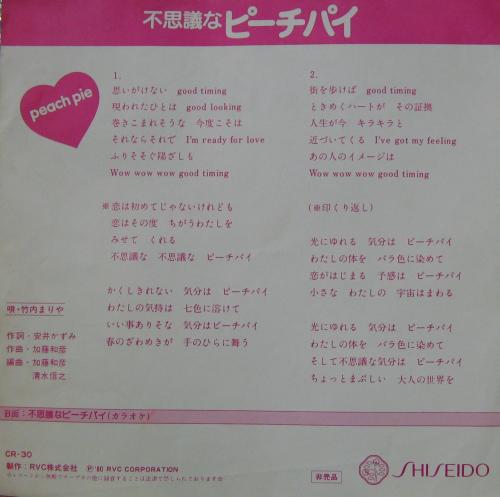 不思議なピーチパイ
peach pie
1.
思いがけない good timing
現われたひとは good looking
巻きこまれそうな 今度こそは
それならそれで I'm ready for love
ふりそそぐ陽ざしも
Wow wow wow good timing
※恋は初めてじゃないけれども
恋はその度 ちがうわたしを
みせて くれる
不思議な 不思議な ピーチパイ
かくしきれない 気分は ピーチパイ
わたしの気持は 七色に溶けて
いい事ありそな 気分はピーチパイ
春のざわめきが 手のひらに舞う
2.
街を歩けば good timing
ときめくハートが その証拠
人生が今 キラキラと
近づいてくる I've got my feeling
あの人のイメージは
Wow wow wow good timing
(※印くり返し)
光にゆれる 気分は ピーチパイ
わたしの体を バラ色に染めて
恋がはじまる 予感は ピーチパイ
小さな わたしの 宇宙はまわる
光にゆれる 気分は ピーチパイ
わたしの体を バラ色に染めて
そして不思議な気分は ピーチパイ
ちょっとまぶしい 大人の世界を
唄・竹内まりや
作詞・安井かずみ
作曲・加藤和彦
編曲・加藤和彦
清水信之
B面:不思議なピーチパイ(カラオケ)
CR-30
製作:RVC株式会社 Ⓟ'80 RVC CORPORATION
非売品
SHISEIDO